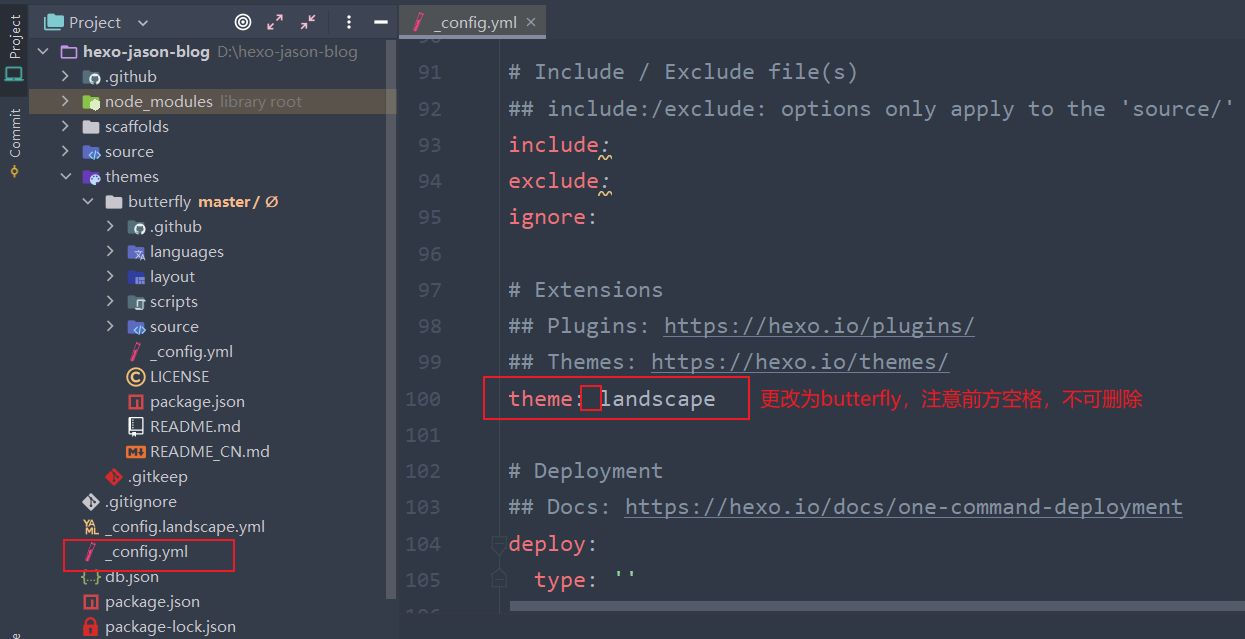 Project
Commit
Project
hexo-jason-blog D:\hexo-jason-blog
.github
node_modules library root
scaffolds
source
themes
butterfly master / Ø
.github
languages
layout
scripts
source
_config.yml
LICENSE
package.json
README.md
README_CN.md
.gitkeep
.gitignore
_config.landscape.yml
_config.yml
db.json
package.json
package-lock.json
_config.yml
91 # Include / Exclude file(s)
92 ## include:/exclude: options only apply to the 'source/'
93 include:
94 exclude:
95 ignore:
96
97 # Extensions
98 ## Plugins: https://hexo.io/plugins/
99 ## Themes: https://hexo.io/themes/
100 theme: landscape 更改为butterfly，注意前方空格，不可删除
101
102 # Deployment
103 ## Docs: https://hexo.io/docs/one-command-deployment
104 deploy:
105 type: ''